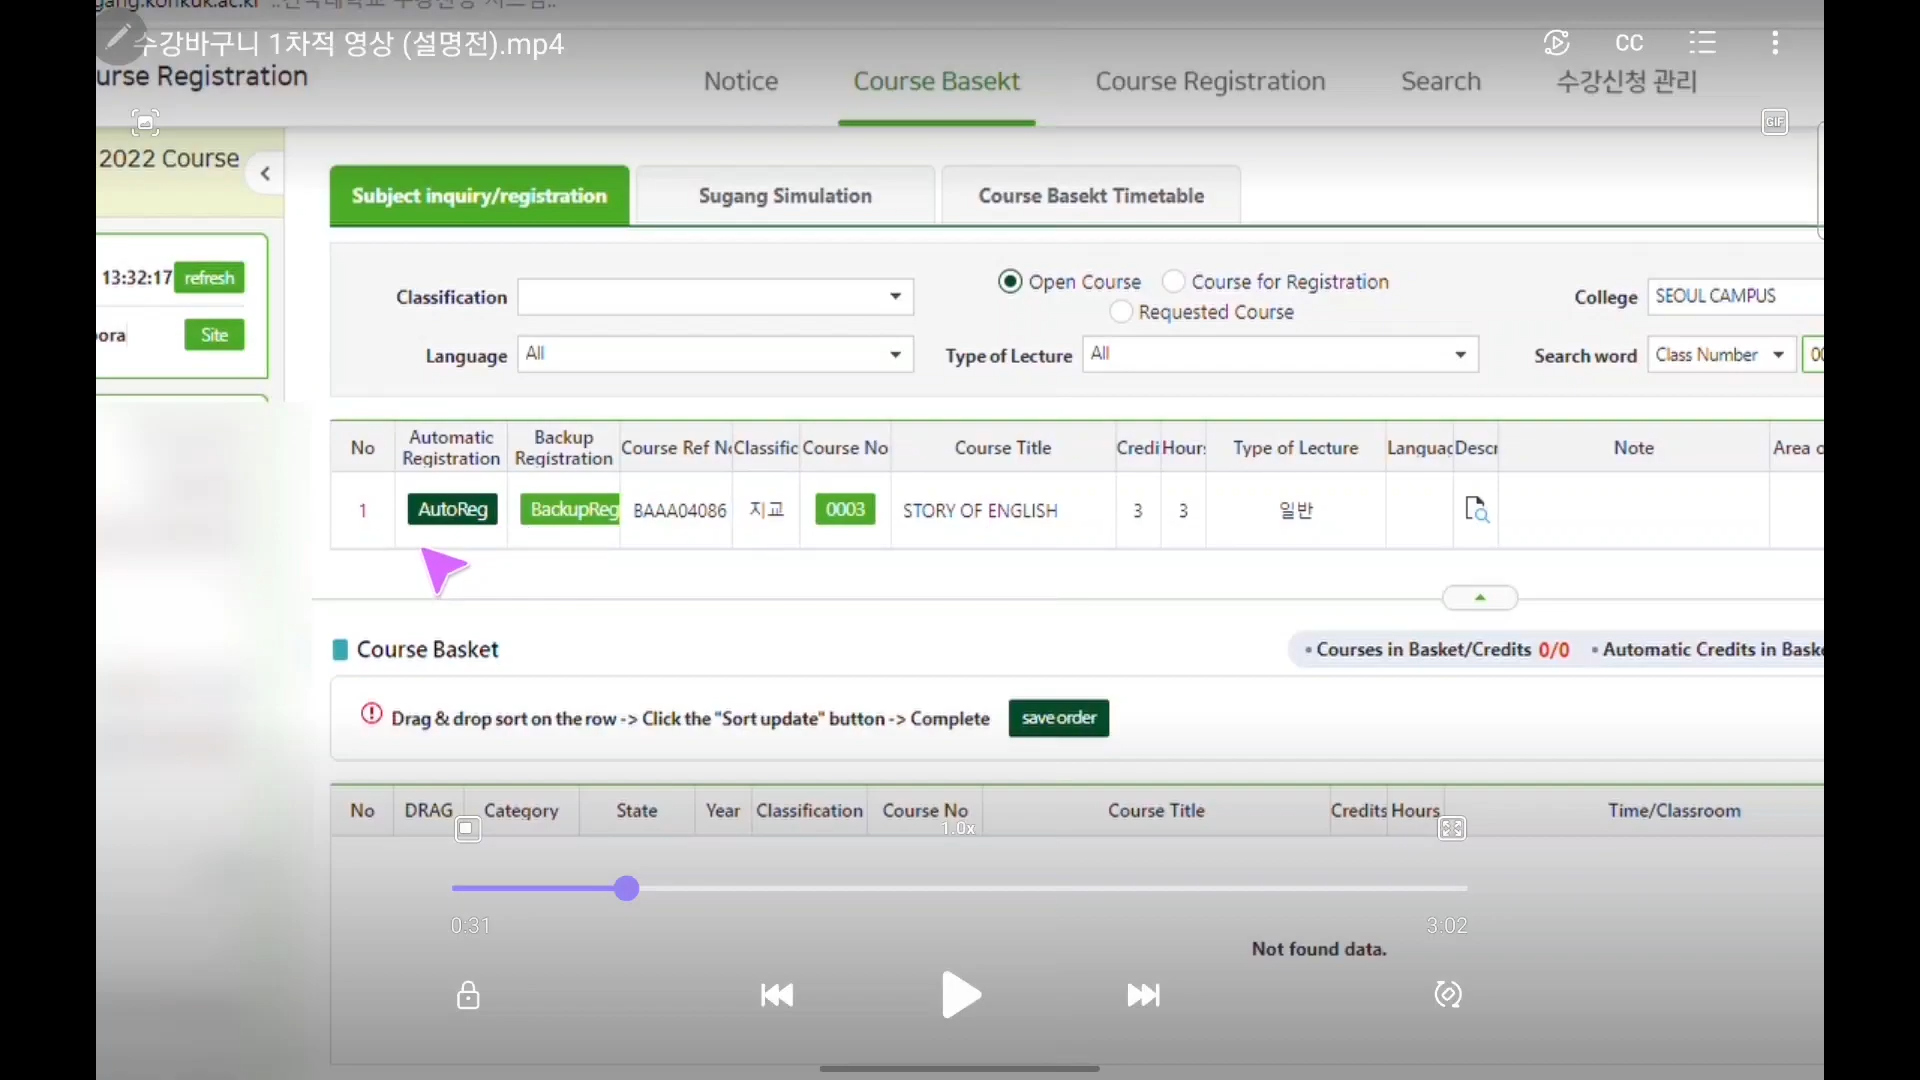 수강바구니 1차적 영상 (설명전).mp4
CC
urse Registration
Notice
Course Basekt
Course Registration
Search
수강신청 관리
GIF
2022 Course
Subject inquiry/registration
Sugang Simulation
Course Basekt Timetable
13:32:17 refresh
ora Site
Classification
Open Course
Course for Registration
Requested Course
College SEOUL CAMPUS
Language All
Type of Lecture All
Search word Class Number 00
No
Automatic Registration
Backup Registration
Course Ref No
Classific
Course No
Course Title
Credi
Hours
Type of Lecture
Languag
Descr
Note
Area o
1 AutoReg BackupReg BAAA04086 지교 0003 STORY OF ENGLISH 3 3 일반
Course Basket
• Courses in Basket/Credits 0/0 • Automatic Credits in Baske
Drag & drop sort on the row -> Click the "Sort update" button -> Complete save order
No DRAG Category State Year Classification Course No Course Title Credits Hours Time/Classroom
1.0x
0:31
3:02
Not found data.